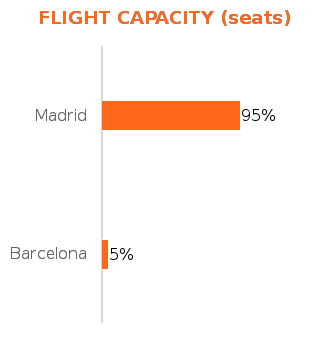 FLIGHT CAPACITY (seats)
Madrid 95%
Barcelona 5%